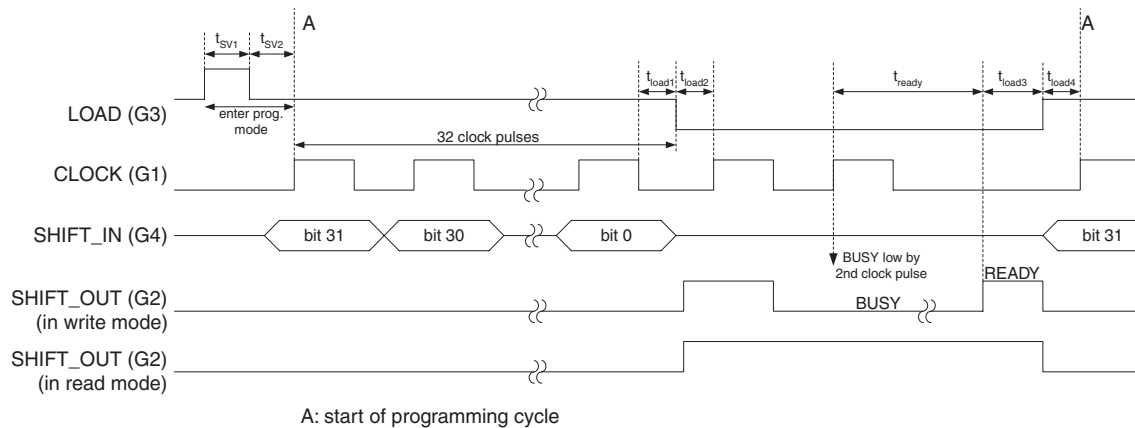 A
A
tSV1
tSV2
tload1
tload2
tready
tload3
tload4
LOAD (G3)
enter prog.
mode
32 clock pulses
CLOCK (G1)
SHIFT_IN (G4)
bit 31
bit 30
bit 0
bit 31
BUSY low by
2nd clock pulse
READY
SHIFT_OUT (G2)
(in write mode)
BUSY
SHIFT_OUT (G2)
(in read mode)
A: start of programming cycle